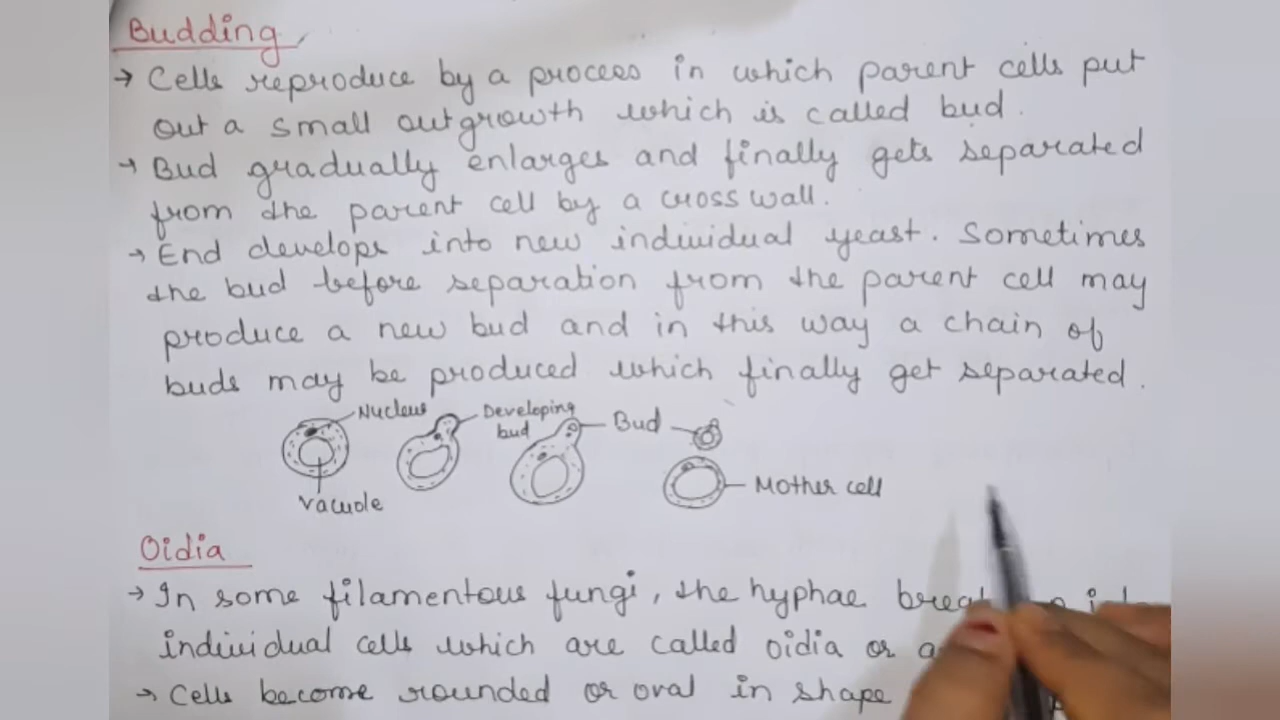 Budding
→ Cells reproduce by a process in which parent cells put
out a small outgrowth which is called bud.
→ Bud gradually enlarges and finally gets separated
from the parent cell by a cross wall.
→ End develops into new individual yeast. Sometimes
the bud before separation from the parent cell may
produce a new bud and in this way a chain of
buds may be produced which finally get separated.
Nucleus
Developing
bud
Bud
Mother cell
Vacuole
Oidia
→ In some filamentous fungi, the hyphae
individual cells which are called oidia or
→ Cells become rounded or oval in shape